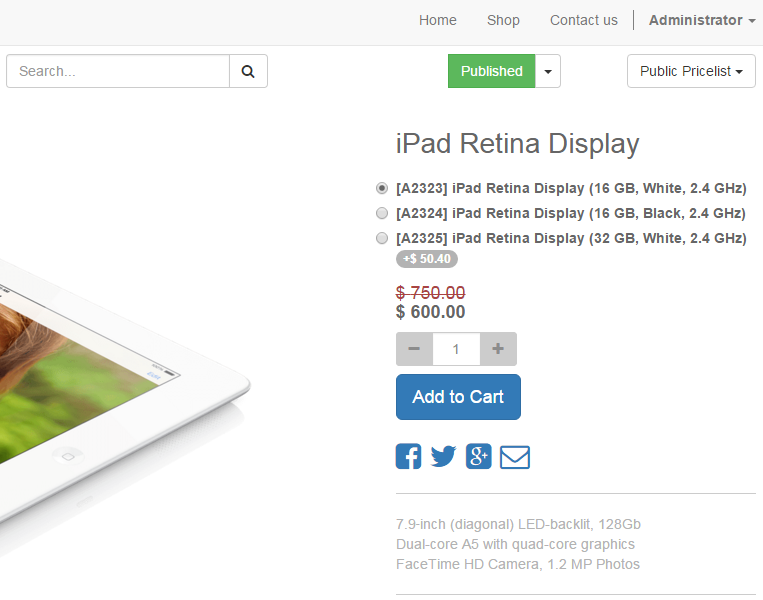 Home Shop Contact us Administrator
Search... Published Public Pricelist
iPad Retina Display
[A2323] iPad Retina Display (16 GB, White, 2.4 GHz)
[A2324] iPad Retina Display (16 GB, Black, 2.4 GHz)
[A2325] iPad Retina Display (32 GB, White, 2.4 GHz)
+$ 50.40
$ 750.00
$ 600.00
− 1 +
Add to Cart
7.9-inch (diagonal) LED-backlit, 128Gb
Dual-core A5 with quad-core graphics
FaceTime HD Camera, 1.2 MP Photos
100%
Edit